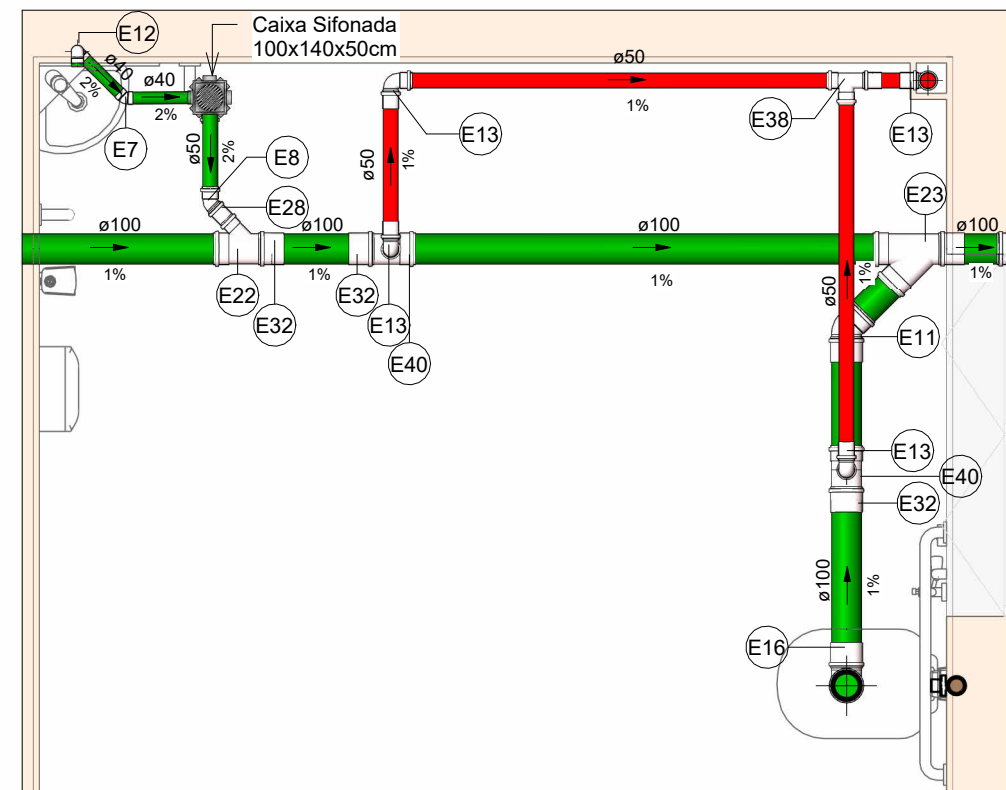 E12
Caixa Sifonada
100x140x50cm
ø40
2%
ø40
2%
E7
ø50
2%
E8
E28
ø50
1%
E13
ø50
1%
E38
E13
E23
ø100
1%
ø100
1%
E22
E32
E32
E13
E40
ø100
1%
ø50
1%
ø100
1%
E11
E13
E40
E32
ø100
1%
E16